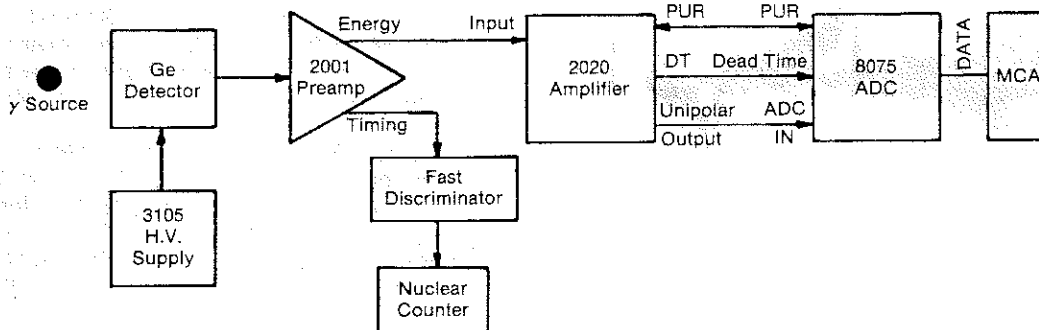 γ Source
Ge
Detector
3105
H.V.
Supply
2001
Preamp
Energy
Timing
Fast
Discriminator
Nuclear
Counter
Input
2020
Amplifier
PUR PUR
DT Dead Time
Unipolar ADC
Output IN
8075
ADC
DATA
MCA